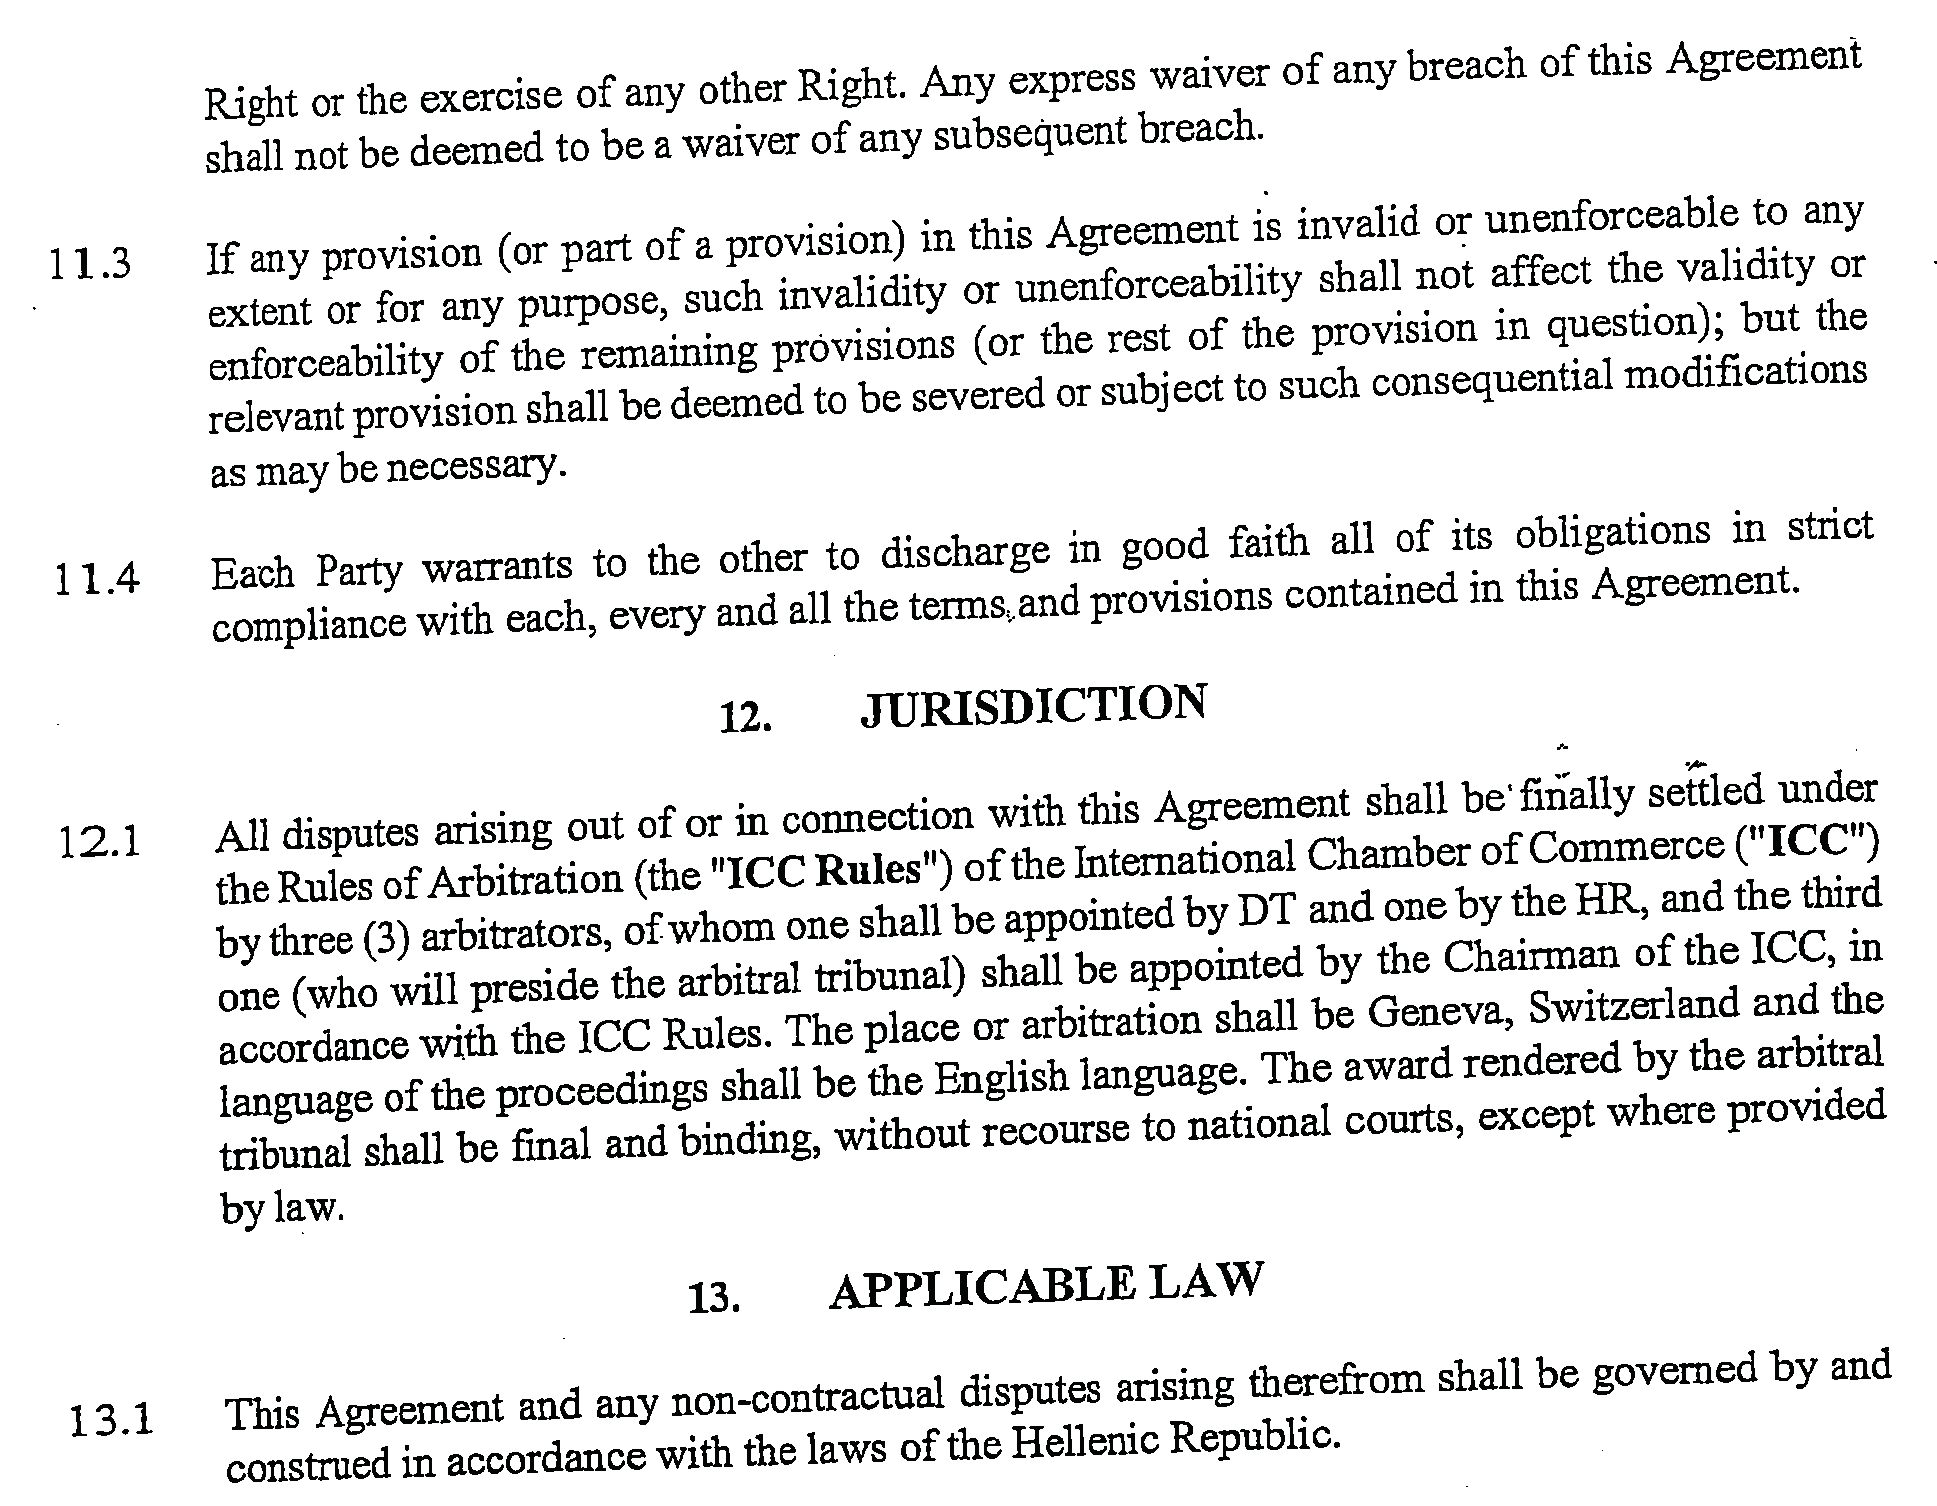 Right or the exercise of any other Right. Any express waiver of any breach of this Agreement
shall not be deemed to be a waiver of any subsequent breach.
11.3 If any provision (or part of a provision) in this Agreement is invalid or unenforceable to any
extent or for any purpose, such invalidity or unenforceability shall not affect the validity or
enforceability of the remaining provisions (or the rest of the provision in question); but the
relevant provision shall be deemed to be severed or subject to such consequential modifications
as may be necessary.
11.4 Each Party warrants to the other to discharge in good faith all of its obligations in strict
compliance with each, every and all the terms and provisions contained in this Agreement.
12. JURISDICTION
12.1 All disputes arising out of or in connection with this Agreement shall be finally settled under
the Rules of Arbitration (the "ICC Rules") of the International Chamber of Commerce ("ICC")
by three (3) arbitrators, of whom one shall be appointed by DT and one by the HR, and the third
one (who will preside the arbitral tribunal) shall be appointed by the Chairman of the ICC, in
accordance with the ICC Rules. The place or arbitration shall be Geneva, Switzerland and the
language of the proceedings shall be the English language. The award rendered by the arbitral
tribunal shall be final and binding, without recourse to national courts, except where provided
by law.
13. APPLICABLE LAW
13.1 This Agreement and any non-contractual disputes arising therefrom shall be governed by and
construed in accordance with the laws of the Hellenic Republic.